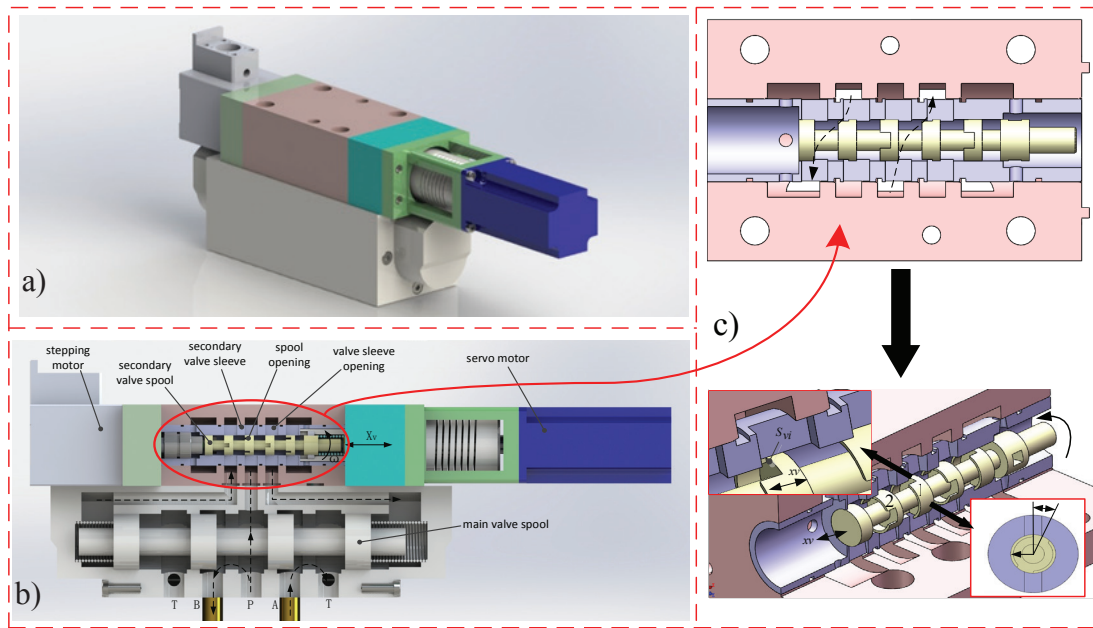 a)
b)
stepping
motor
secondary
valve spool
secondary
valve sleeve
spool
opening
valve sleeve
opening
servo motor
Xv
main valve spool
T
B
P
A
T
c)
Svi
xv
1
2
xv